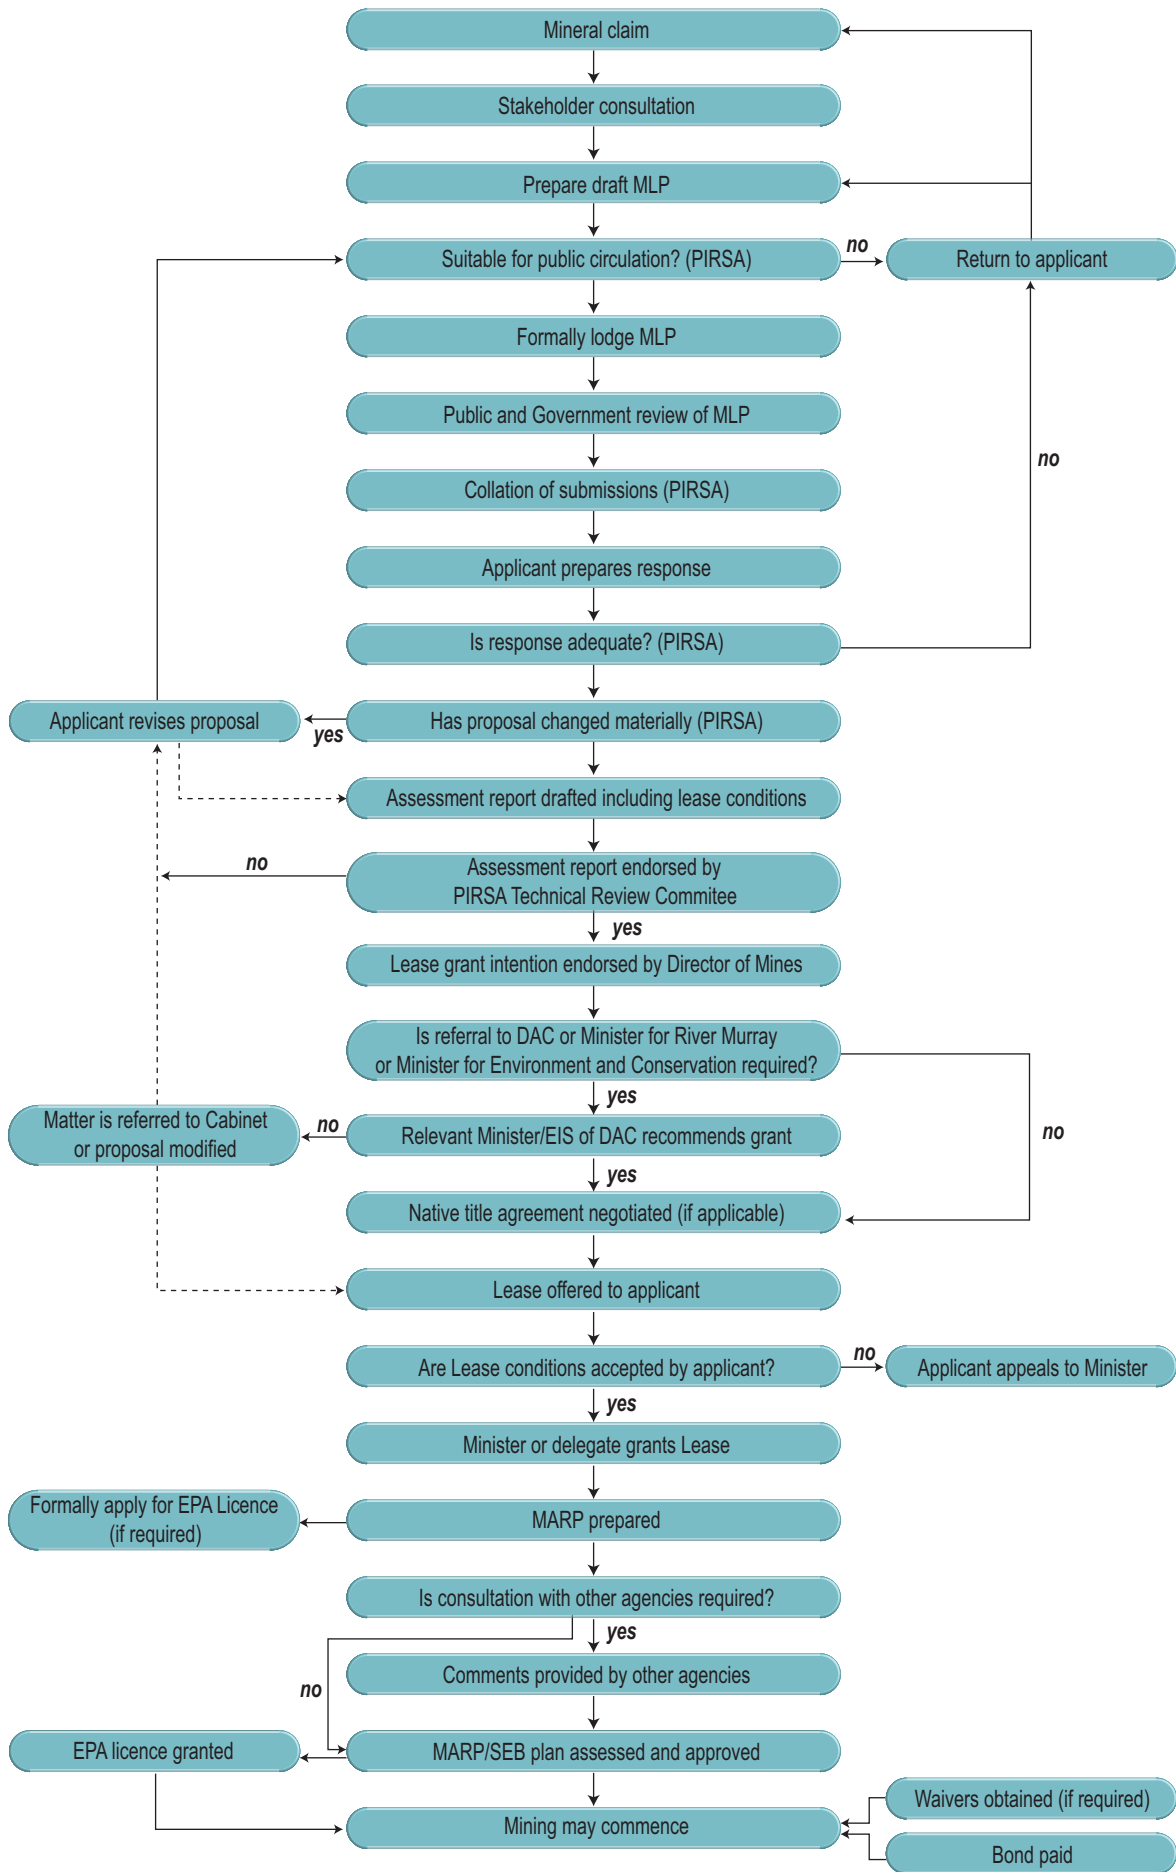 Mineral claim
Stakeholder consultation
Prepare draft MLP
Suitable for public circulation? (PIRSA)
no
Return to applicant
Formally lodge MLP
Public and Government review of MLP
no
Collation of submissions (PIRSA)
Applicant prepares response
Is response adequate? (PIRSA)
Applicant revises proposal
yes
Has proposal changed materially (PIRSA)
Assessment report drafted including lease conditions
no
Assessment report endorsed by
PIRSA Technical Review Commitee
yes
Lease grant intention endorsed by Director of Mines
Is referral to DAC or Minister for River Murray
or Minister for Environment and Conservation required?
yes
Matter is referred to Cabinet
or proposal modified
no
Relevant Minister/EIS of DAC recommends grant
no
yes
Native title agreement negotiated (if applicable)
Lease offered to applicant
Are Lease conditions accepted by applicant?
no
Applicant appeals to Minister
yes
Minister or delegate grants Lease
Formally apply for EPA Licence
(if required)
MARP prepared
Is consultation with other agencies required?
yes
no
Comments provided by other agencies
EPA licence granted
MARP/SEB plan assessed and approved
Waivers obtained (if required)
Mining may commence
Bond paid